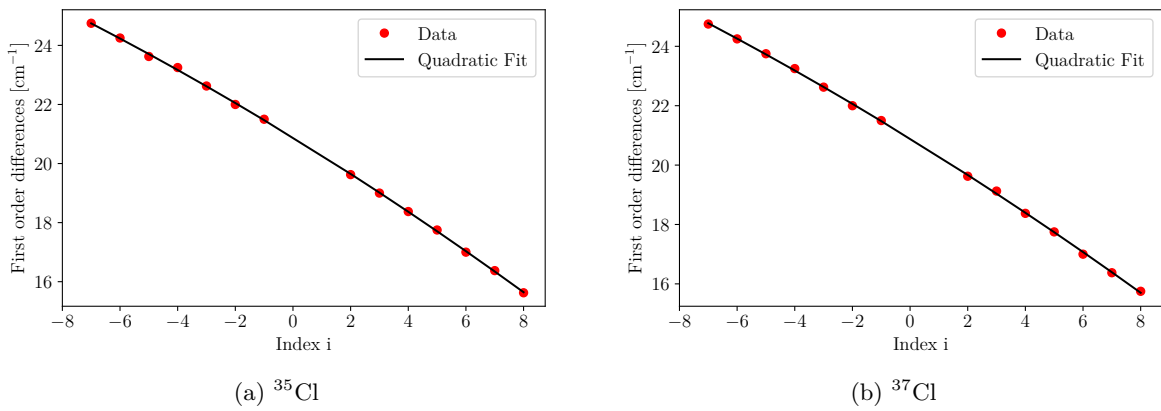 First order differences [cm⁻¹]
24
22
20
18
16
Data
Quadratic Fit
−8 −6 −4 −2 0 2 4 6 8
Index i
(a) ³⁵Cl
First order differences [cm⁻¹]
24
22
20
18
16
Data
Quadratic Fit
−8 −6 −4 −2 0 2 4 6 8
Index i
(b) ³⁷Cl